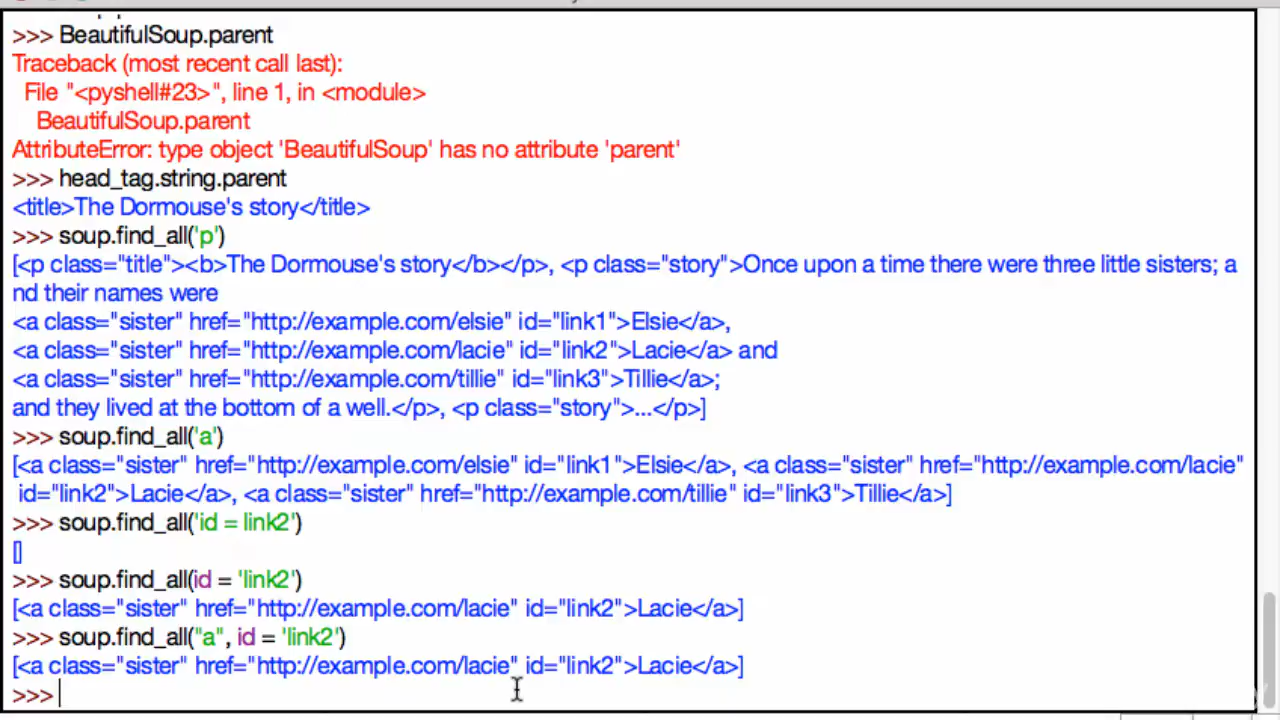 >>> BeautifulSoup.parent
Traceback (most recent call last):
  File "<pyshell#23>", line 1, in <module>
    BeautifulSoup.parent
AttributeError: type object 'BeautifulSoup' has no attribute 'parent'
>>> head_tag.string.parent
<title>The Dormouse's story</title>
>>> soup.find_all('p')
[<p class="title"><b>The Dormouse's story</b></p>, <p class="story">Once upon a time there were three little sisters; a
nd their names were
<a class="sister" href="http://example.com/elsie" id="link1">Elsie</a>,
<a class="sister" href="http://example.com/lacie" id="link2">Lacie</a> and
<a class="sister" href="http://example.com/tillie" id="link3">Tillie</a>;
and they lived at the bottom of a well.</p>, <p class="story">...</p>]
>>> soup.find_all('a')
[<a class="sister" href="http://example.com/elsie" id="link1">Elsie</a>, <a class="sister" href="http://example.com/lacie"
 id="link2">Lacie</a>, <a class="sister" href="http://example.com/tillie" id="link3">Tillie</a>]
>>> soup.find_all('id = link2')
[]
>>> soup.find_all(id = 'link2')
[<a class="sister" href="http://example.com/lacie" id="link2">Lacie</a>]
>>> soup.find_all("a", id = 'link2')
[<a class="sister" href="http://example.com/lacie" id="link2">Lacie</a>]
>>>